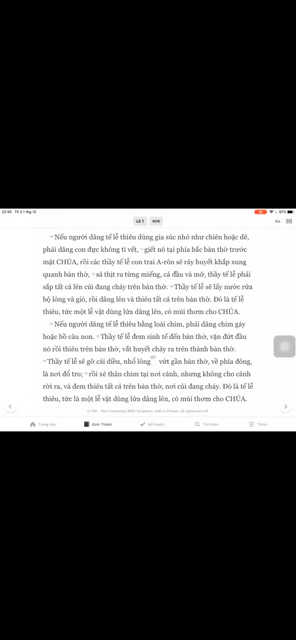 22:50 Th 5 1 thg 10
Lê 1 NVB
Aa
¹⁰Nếu người dâng tế lễ thiêu dùng gia súc nhỏ như chiên hoặc dê,
phải dâng con đực không tì vết, ¹¹giết nó tại phía bắc bàn thờ trước
mặt CHÚA, rồi các thầy tế lễ con trai A-rôn sẽ rảy huyết khắp xung
quanh bàn thờ, ¹²sả thịt ra từng miếng, cả đầu và mỡ, thầy tế lễ phải
sắp tất cả lên củi đang cháy trên bàn thờ. ¹³Thầy tế lễ sẽ lấy nước rửa
bộ lòng và giò, rồi dâng lên và thiêu tất cả trên bàn thờ. Đó là tế lễ
thiêu, tức một lễ vật dùng lửa dâng lên, có mùi thơm cho CHÚA.
¹⁴Nếu người dâng tế lễ thiêu bằng loài chim, phải dâng chim gáy
hoặc bồ câu non. ¹⁵Thầy tế lễ đem sinh tế đến bàn thờ, vặn đứt đầu
nó rồi thiêu trên bàn thờ, vắt huyết chảy ra trên thành bàn thờ.
¹⁶Thầy tế lễ sẽ gỡ cái diều, nhổ lông vứt gần bàn thờ, về phía đông,
là nơi đổ tro; ¹⁷rồi xé thân chim tại nơi cánh, nhưng không cho cánh
rời ra, và đem thiêu tất cả trên bàn thờ, nơi củi đang cháy. Đó là tế lễ
thiêu, tức là một lễ vật dùng lửa dâng lên, có mùi thơm cho CHÚA.
Trang chủ Kinh Thánh Kế hoạch Tìm kiếm Thêm